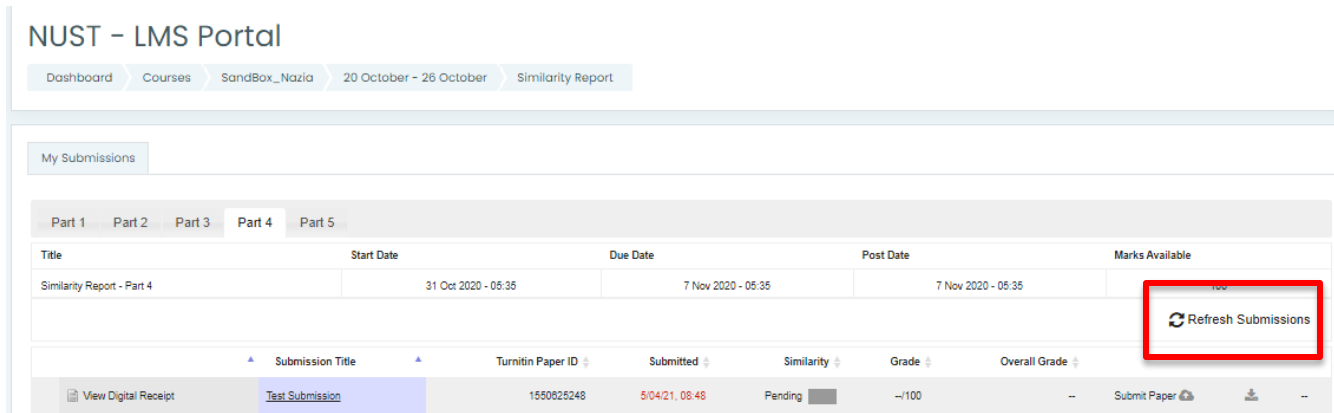 NUST - LMS Portal
Dashboard Courses SandBox_Nazia 20 October - 26 October Similarity Report
My Submissions
Part 1 Part 2 Part 3 Part 4 Part 5
Title Start Date Due Date Post Date Marks Available
Similarity Report - Part 4 31 Oct 2020 - 05:35 7 Nov 2020 - 05:35 7 Nov 2020 - 05:35 100
Refresh Submissions
Submission Title Turnitin Paper ID Submitted Similarity Grade Overall Grade
View Digital Receipt Test Submission 1550625248 5/04/21, 08:48 Pending --/100 -- Submit Paper --